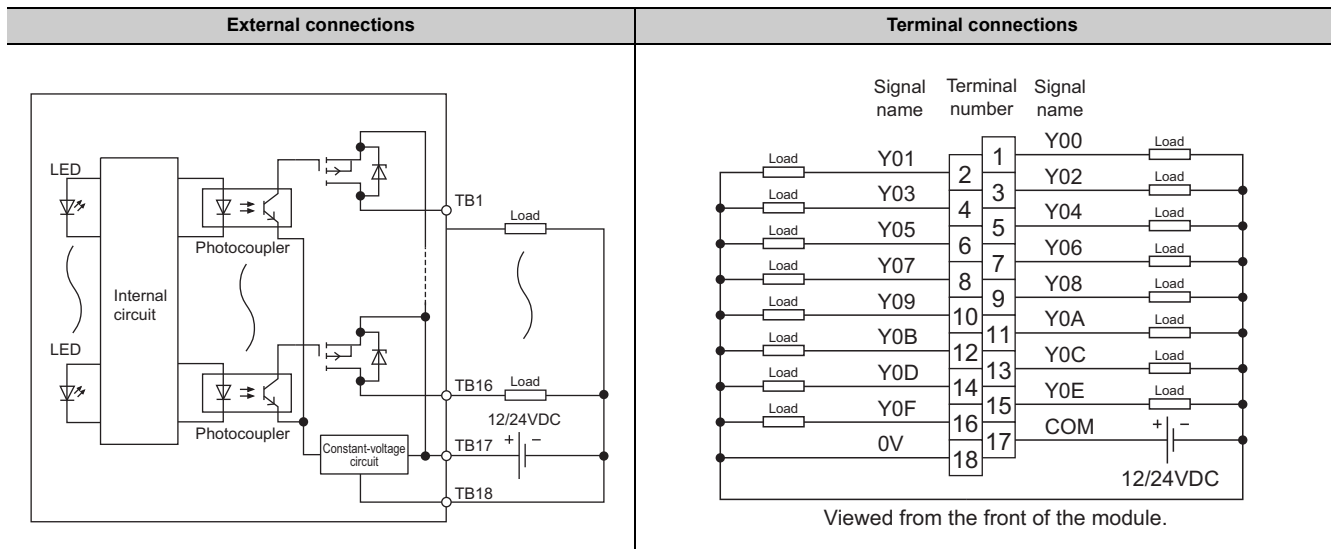 External connections
Terminal connections
LED
LED
Internal
circuit
Photocoupler
Photocoupler
Constant-voltage
circuit
TB1
Load
TB16
Load
12/24VDC
+ −
TB17
TB18
Signal
name
Terminal
number
Signal
name
1 Y00 Load
Load Y01 2
3 Y02 Load
Load Y03 4
5 Y04 Load
Load Y05 6
7 Y06 Load
Load Y07 8
9 Y08 Load
Load Y09 10
11 Y0A Load
Load Y0B 12
13 Y0C Load
Load Y0D 14
15 Y0E Load
Load Y0F 16
17 COM + −
0V 18
12/24VDC
Viewed from the front of the module.